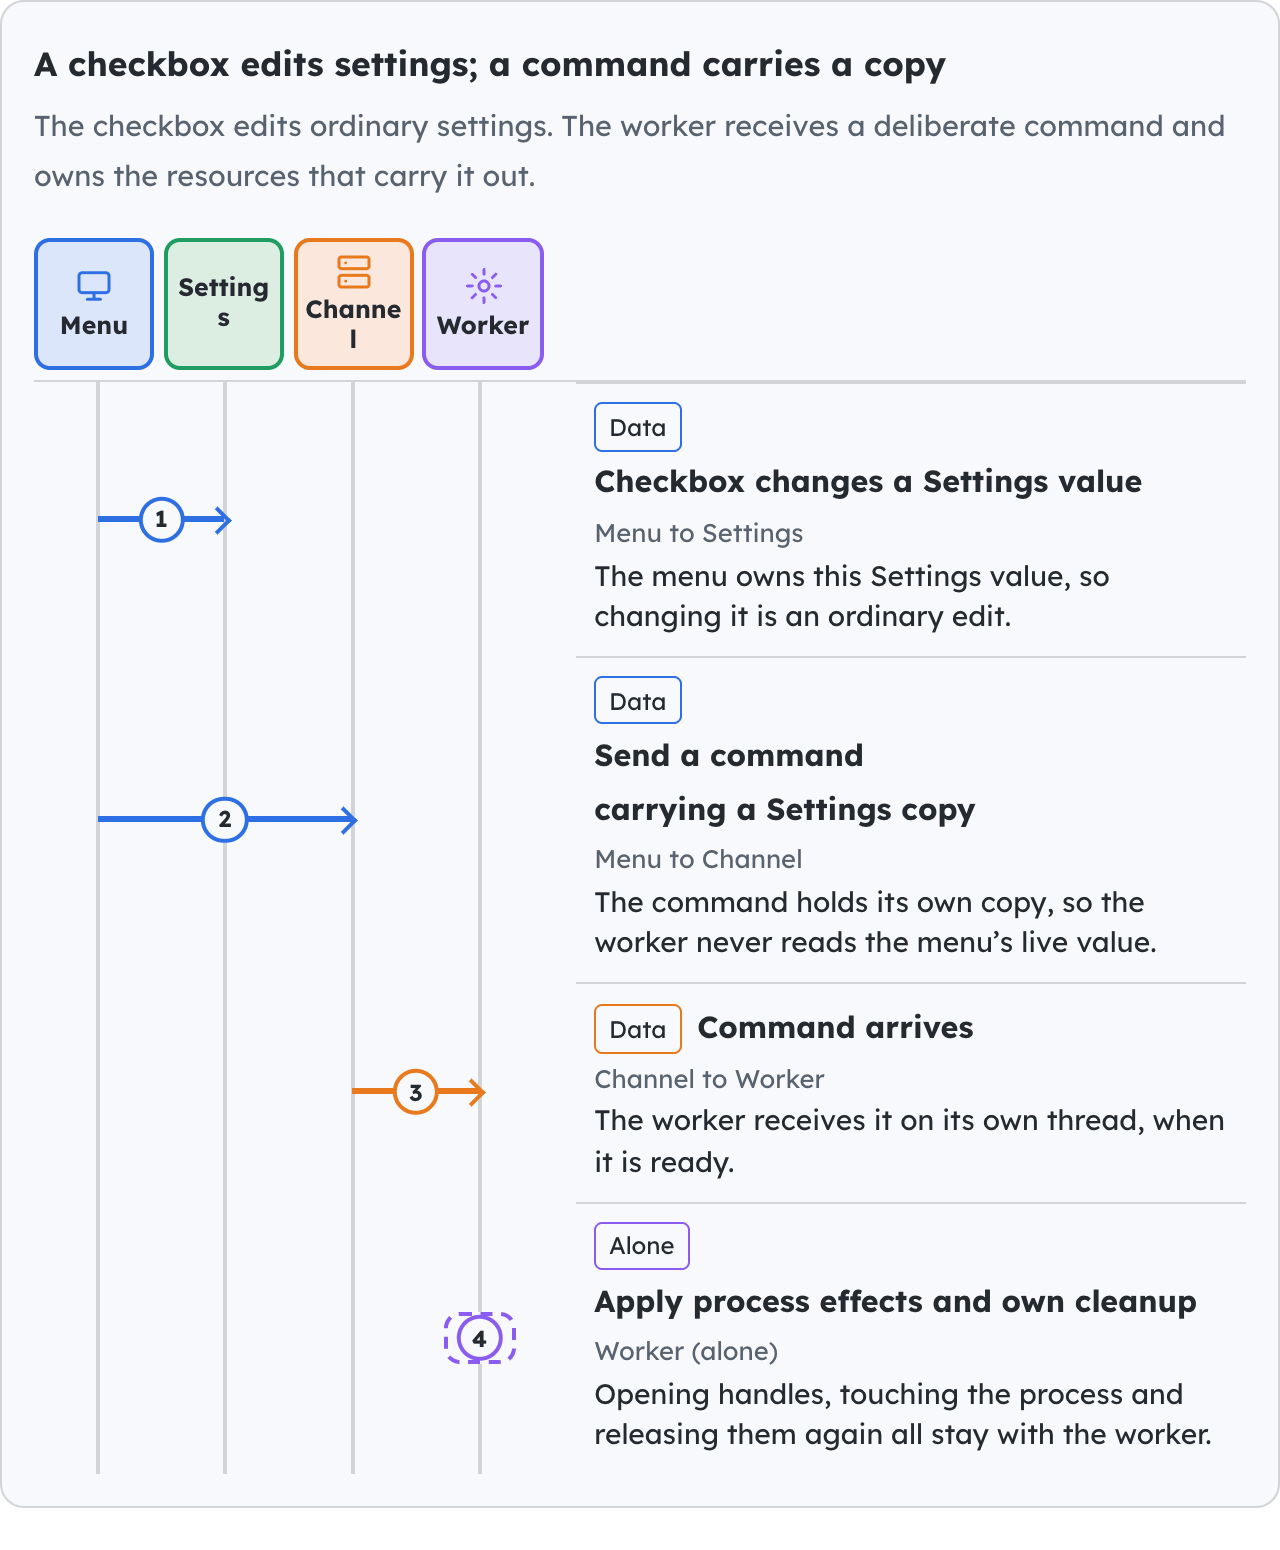 A checkbox edits settings; a command carries a copy
The checkbox edits ordinary settings. The worker receives a deliberate command and
owns the resources that carry it out.
Menu
Setting
s
Channe
l
Worker
Data
Checkbox changes a Settings value
1
Menu to Settings
The menu owns this Settings value, so
changing it is an ordinary edit.
Data
Send a command
carrying a Settings copy
2
Menu to Channel
The command holds its own copy, so the
worker never reads the menu’s live value.
Data Command arrives
3
Channel to Worker
The worker receives it on its own thread, when
it is ready.
Alone
Apply process effects and own cleanup
4
Worker (alone)
Opening handles, touching the process and
releasing them again all stay with the worker.